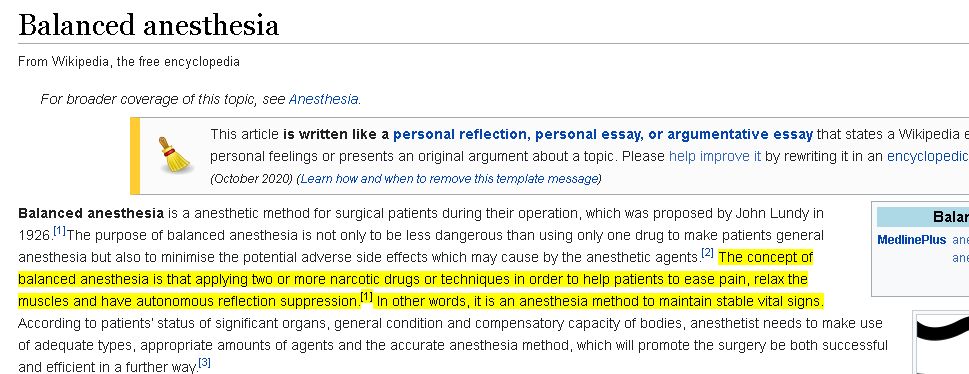 Balanced anesthesia
From Wikipedia, the free encyclopedia
For broader coverage of this topic, see Anesthesia.
This article is written like a personal reflection, personal essay, or argumentative essay that states a Wikipedia e
personal feelings or presents an original argument about a topic. Please help improve it by rewriting it in an encyclopedic
(October 2020) (Learn how and when to remove this template message)
Balanced anesthesia is a anesthetic method for surgical patients during their operation, which was proposed by John Lundy in
1926.[1]The purpose of balanced anesthesia is not only to be less dangerous than using only one drug to make patients general
anesthesia but also to minimise the potential adverse side effects which may cause by the anesthetic agents.[2] The concept of
balanced anesthesia is that applying two or more narcotic drugs or techniques in order to help patients to ease pain, relax the
muscles and have autonomous reflection suppression.[1] In other words, it is an anesthesia method to maintain stable vital signs.
According to patients' status of significant organs, general condition and compensatory capacity of bodies, anesthetist needs to make use
of adequate types, appropriate amounts of agents and the accurate anesthesia method, which will promote the surgery be both successful
and efficient in a further way.[3]
Balan
MedlinePlus ane
ane